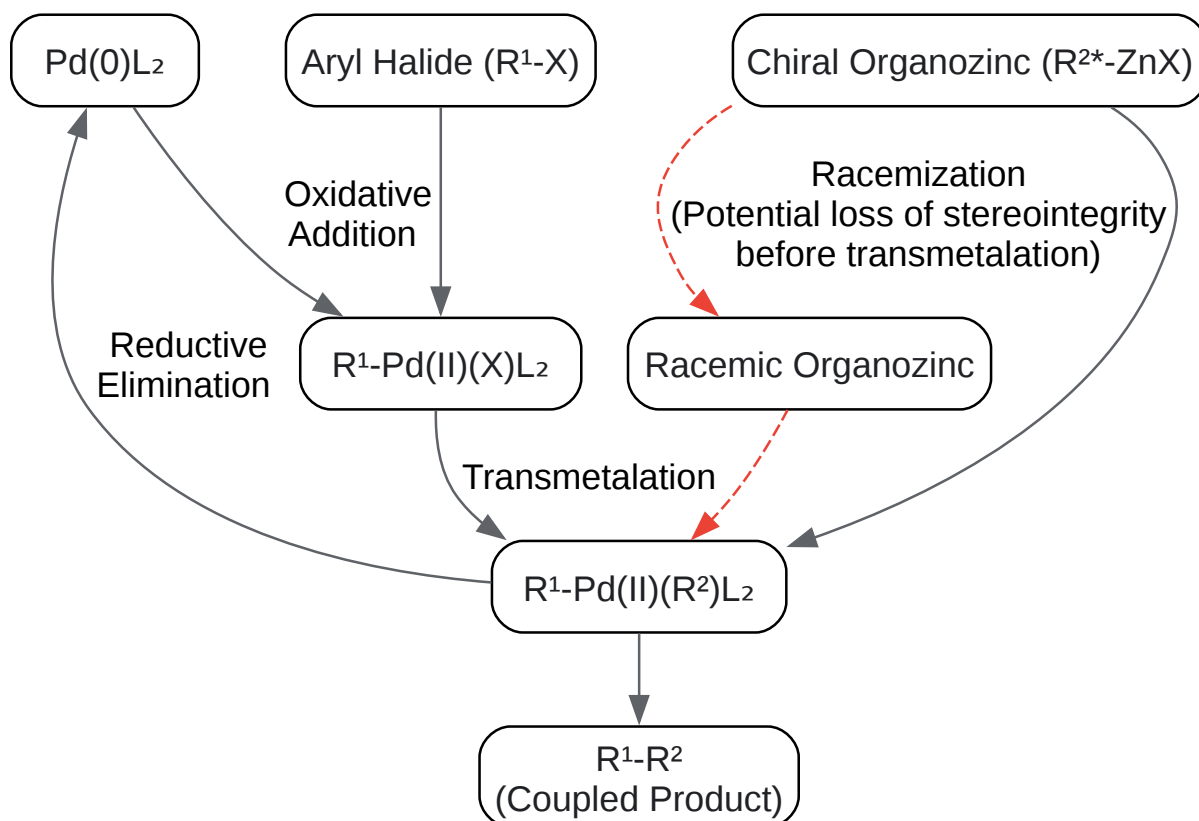 Pd(0)L₂
Aryl Halide (R¹-X)
Chiral Organozinc (R²*-ZnX)
Oxidative
Addition
Racemization
(Potential loss of stereointegrity
before transmetalation)
Reductive
Elimination
R¹-Pd(II)(X)L₂
Racemic Organozinc
Transmetalation
R¹-Pd(II)(R²)L₂
R¹-R²
(Coupled Product)